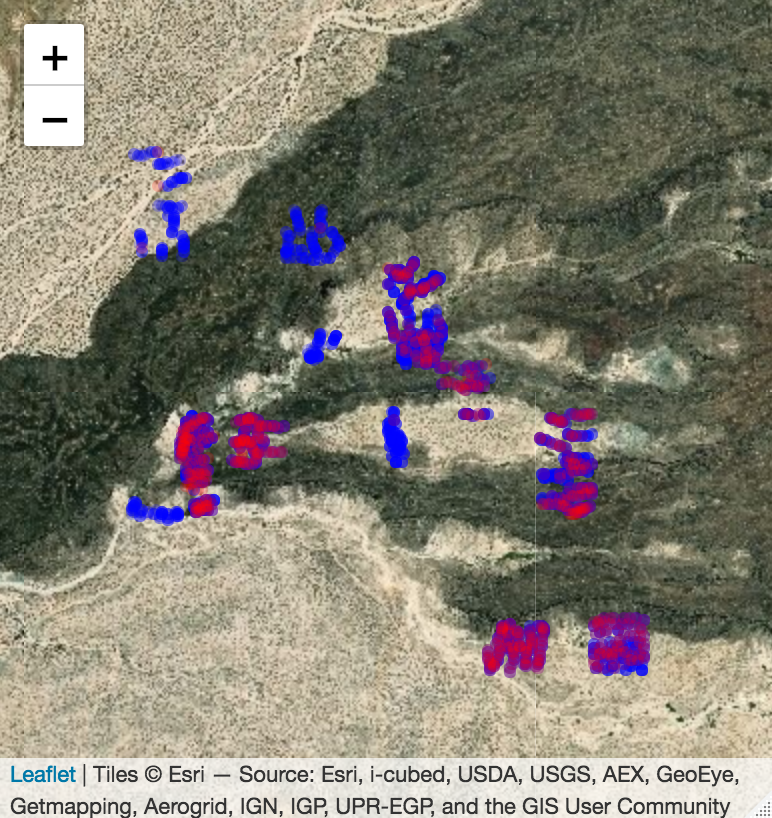 +
−
Leaflet | Tiles © Esri — Source: Esri, i-cubed, USDA, USGS, AEX, GeoEye,
Getmapping, Aerogrid, IGN, IGP, UPR-EGP, and the GIS User Community